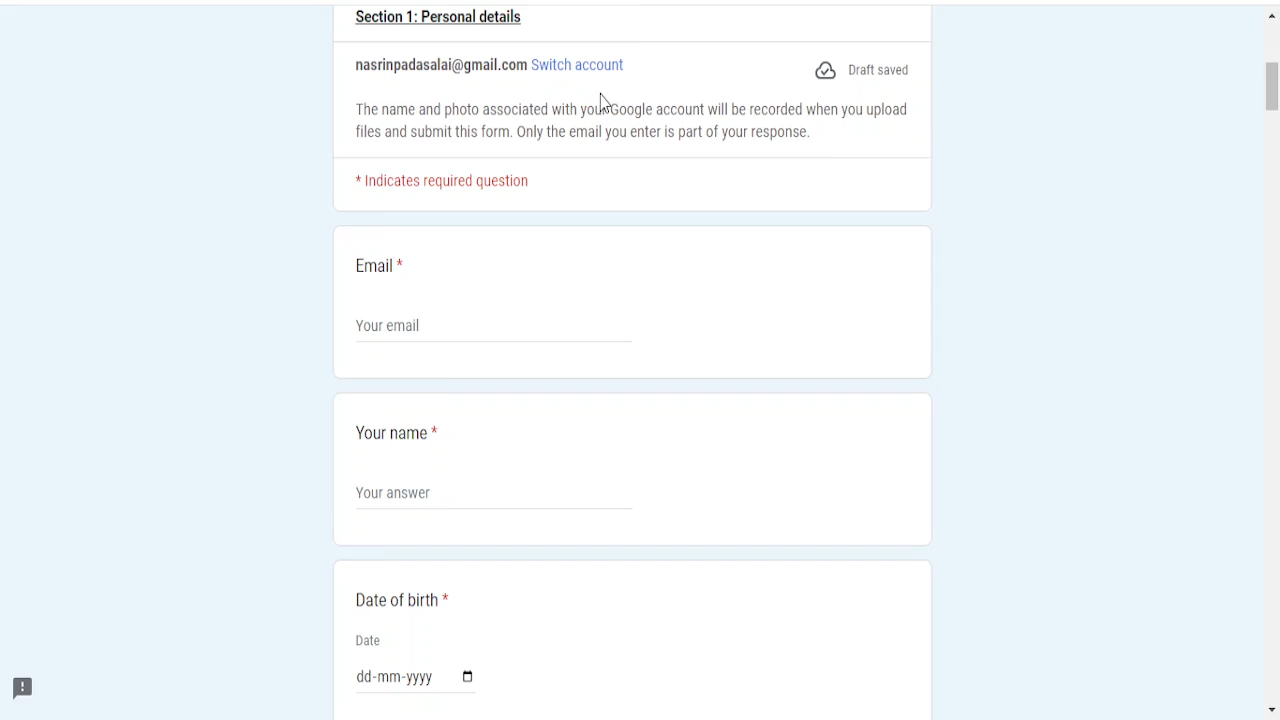 Section 1: Personal details
nasrinpadasalai@gmail.com Switch account
Draft saved
The name and photo associated with your Google account will be recorded when you upload
files and submit this form. Only the email you enter is part of your response.
* Indicates required question
Email *
Your email
Your name *
Your answer
Date of birth *
Date
dd-mm-yyyy